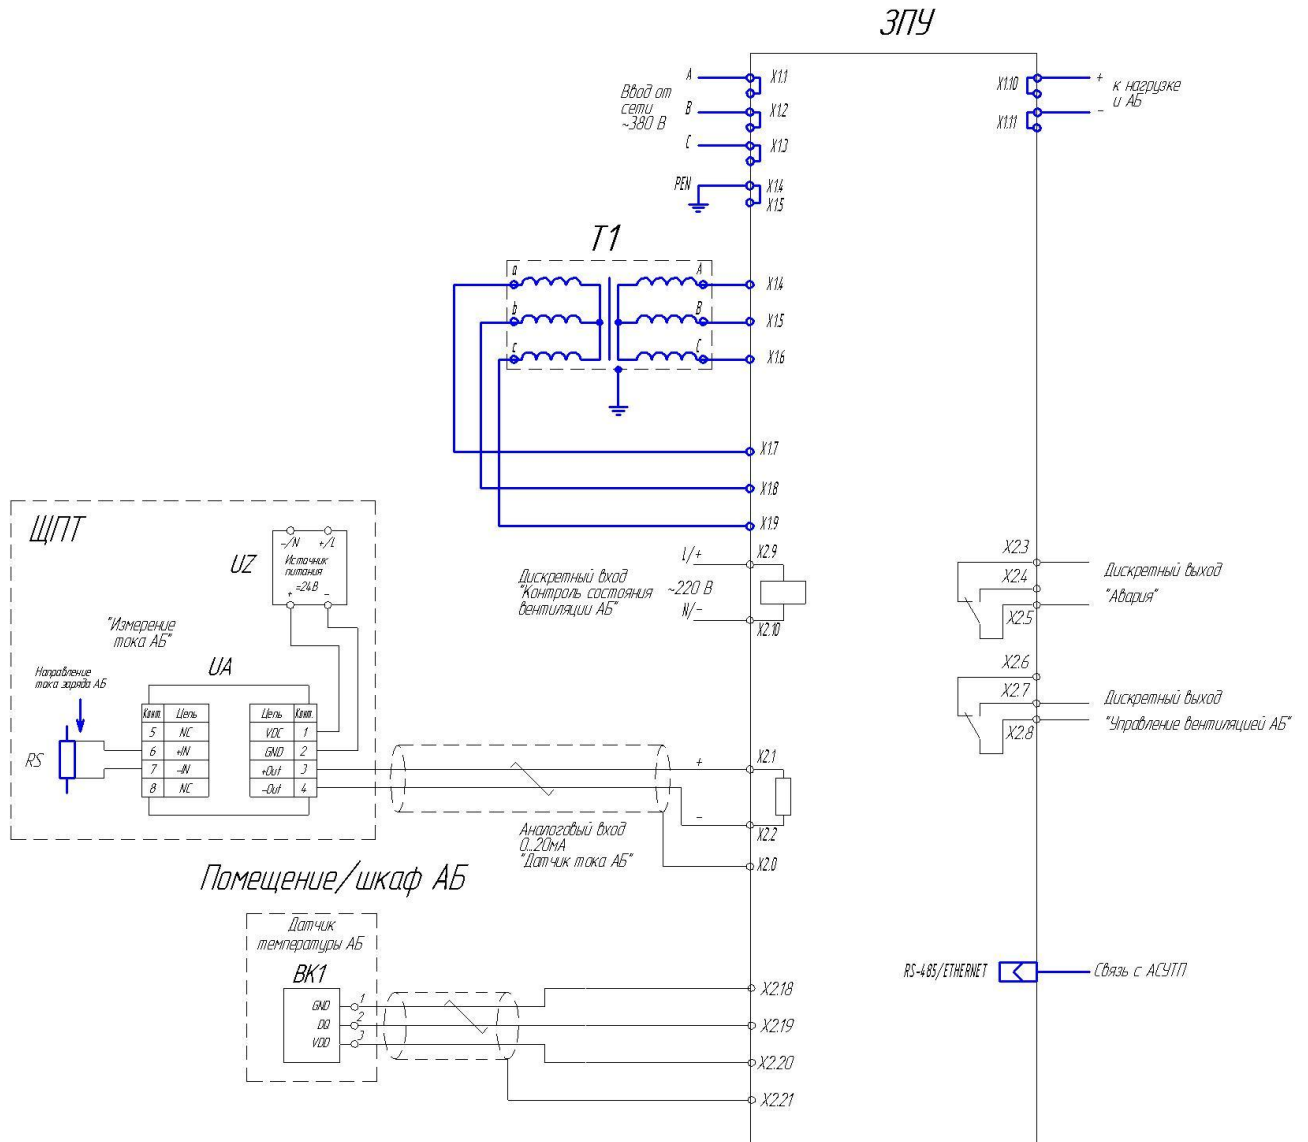 ЗПУ
Ввод от
сети
~380 В
A
B
C
PEN
X1.1
X1.2
X1.3
X1.4
X1.5
X1.10
X1.11
+
-
к нагрузке
и АБ
T1
a
b
c
A
B
C
X1.4
X1.5
X1.6
X1.7
X1.8
X1.9
ЩПТ
UZ
-/N
+/L
Источник
питания
=24В
+
-
"Измерение
тока АБ"
Направление
тока заряда АБ
UA
RS
Конт.
Цепь
5
NC
6
+IN
7
-IN
8
NC
Цепь
Конт.
VDC
1
GND
2
+Out
3
-Out
4
Дискретный вход
"Контроль состояния
вентиляции АБ"
~220 В
L/+
N/-
X2.9
X2.10
X2.3
X2.4
X2.5
Дискретный выход
"Авария"
X2.6
X2.7
X2.8
Дискретный выход
"Управление вентиляцией АБ"
+
-
X2.1
X2.2
X2.0
Аналоговый вход
0...20мА
"Датчик тока АБ"
Помещение/шкаф АБ
Датчик
температуры АБ
BK1
GND
1
DQ
2
VDD
3
X2.18
X2.19
X2.20
X2.21
RS-485/ETHERNET
Связь с АСУТП